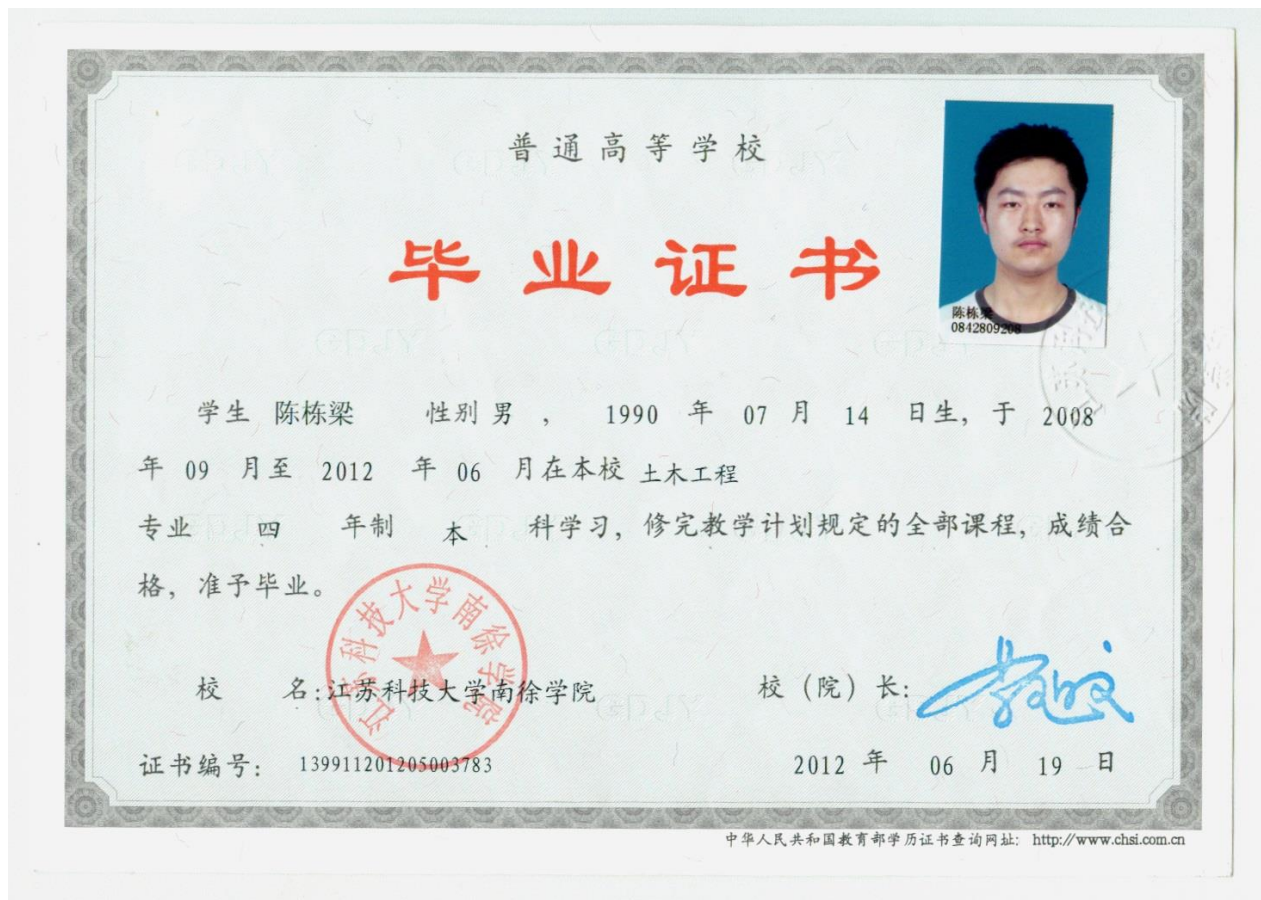 普通高等学校
毕业证书
陈栋梁
0842809208
学生 陈栋梁 性别 男 ， 1990 年 07 月 14 日生，于 2008
年 09 月至 2012 年 06 月在本校 土木工程
专业 四 年制 本 科学习，修完教学计划规定的全部课程，成绩合
格，准予毕业。
江苏科技大学南徐学院
校 名：江苏科技大学南徐学院 校（院）长：
证书编号： 139911201205003783 2012 年 06 月 19 日
中华人民共和国教育部学历证书查询网址： http://www.chsi.com.cn